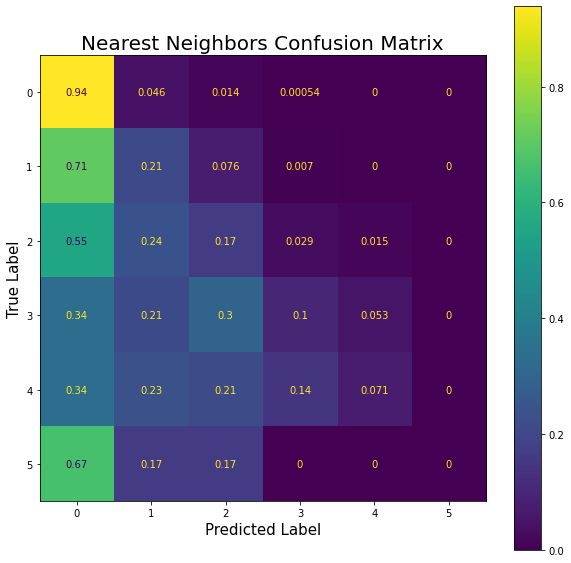 Nearest Neighbors Confusion Matrix
True Label
0 0.94 0.046 0.014 0.00054 0 0
1 0.71 0.21 0.076 0.007 0 0
2 0.55 0.24 0.17 0.029 0.015 0
3 0.34 0.21 0.3 0.1 0.053 0
4 0.34 0.23 0.21 0.14 0.071 0
5 0.67 0.17 0.17 0 0 0
0 1 2 3 4 5
Predicted Label
0.8
0.6
0.4
0.2
0.0